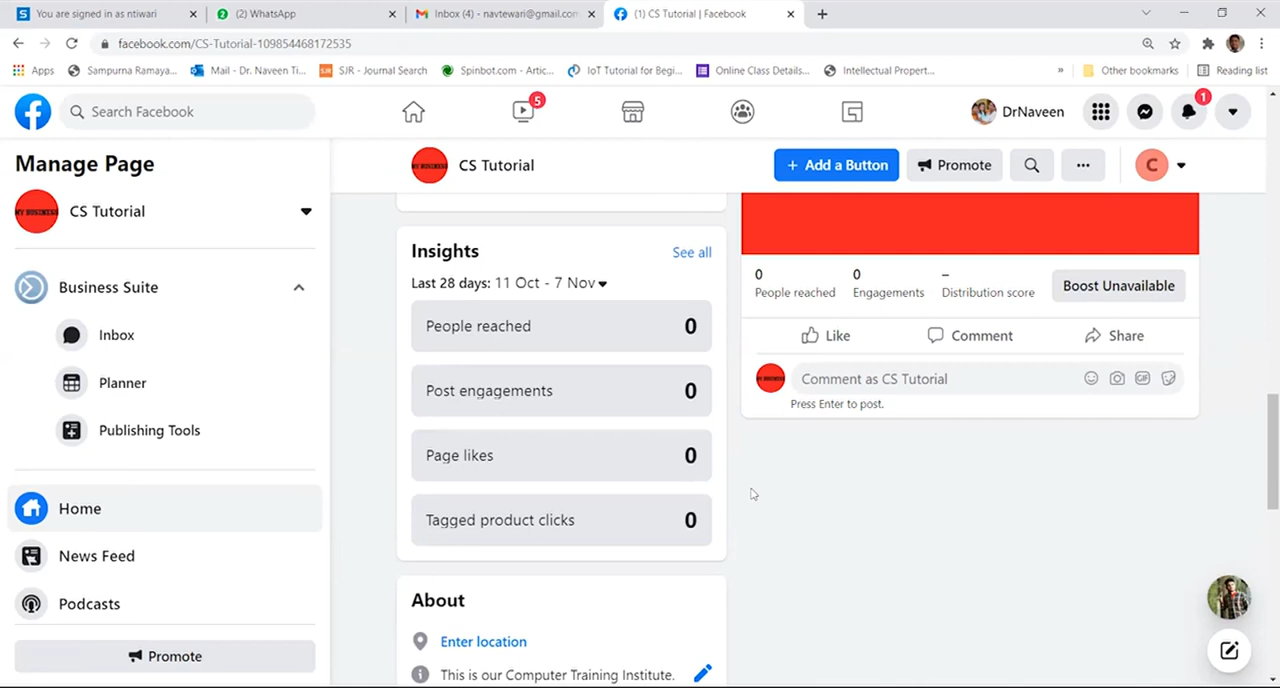 You are signed in as ntiwari
(2) WhatsApp
Inbox (4) - navtewari@gmail.com
(1) CS Tutorial | Facebook
facebook.com/CS-Tutorial-109854468172535
Apps
Sampurna Ramaya...
Mail - Dr. Naveen Ti...
SJR - Journal Search
Spinbot.com - Artic...
IoT Tutorial for Begi...
Online Class Details...
Intellectual Propert...
»
Other bookmarks
Reading list
Search Facebook
5
DrNaveen
1
Manage Page
CS Tutorial
+ Add a Button
Promote
C
MY BUSINESS
CS Tutorial
Business Suite
Inbox
Planner
Publishing Tools
Home
News Feed
Podcasts
Promote
Insights
See all
Last 28 days: 11 Oct - 7 Nov
People reached 0
Post engagements 0
Page likes 0
Tagged product clicks 0
About
Enter location
This is our Computer Training Institute.
0
People reached
0
Engagements
–
Distribution score
Boost Unavailable
Like
Comment
Share
Comment as CS Tutorial
GIF
Press Enter to post.